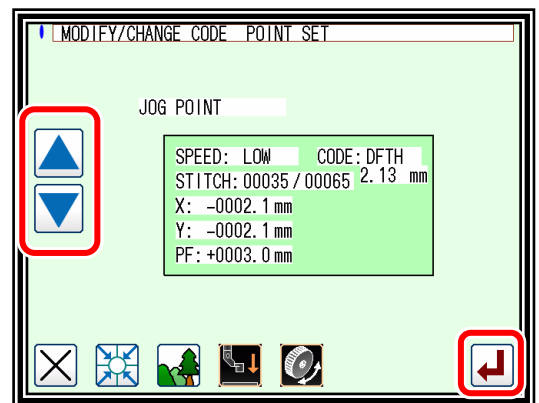 MODIFY/CHANGE CODE POINT SET
JOG POINT
SPEED: LOW CODE: DFTH
STITCH: 00035/00065 2.13 mm
X: -0002.1 mm
Y: -0002.1 mm
PF: +0003.0 mm